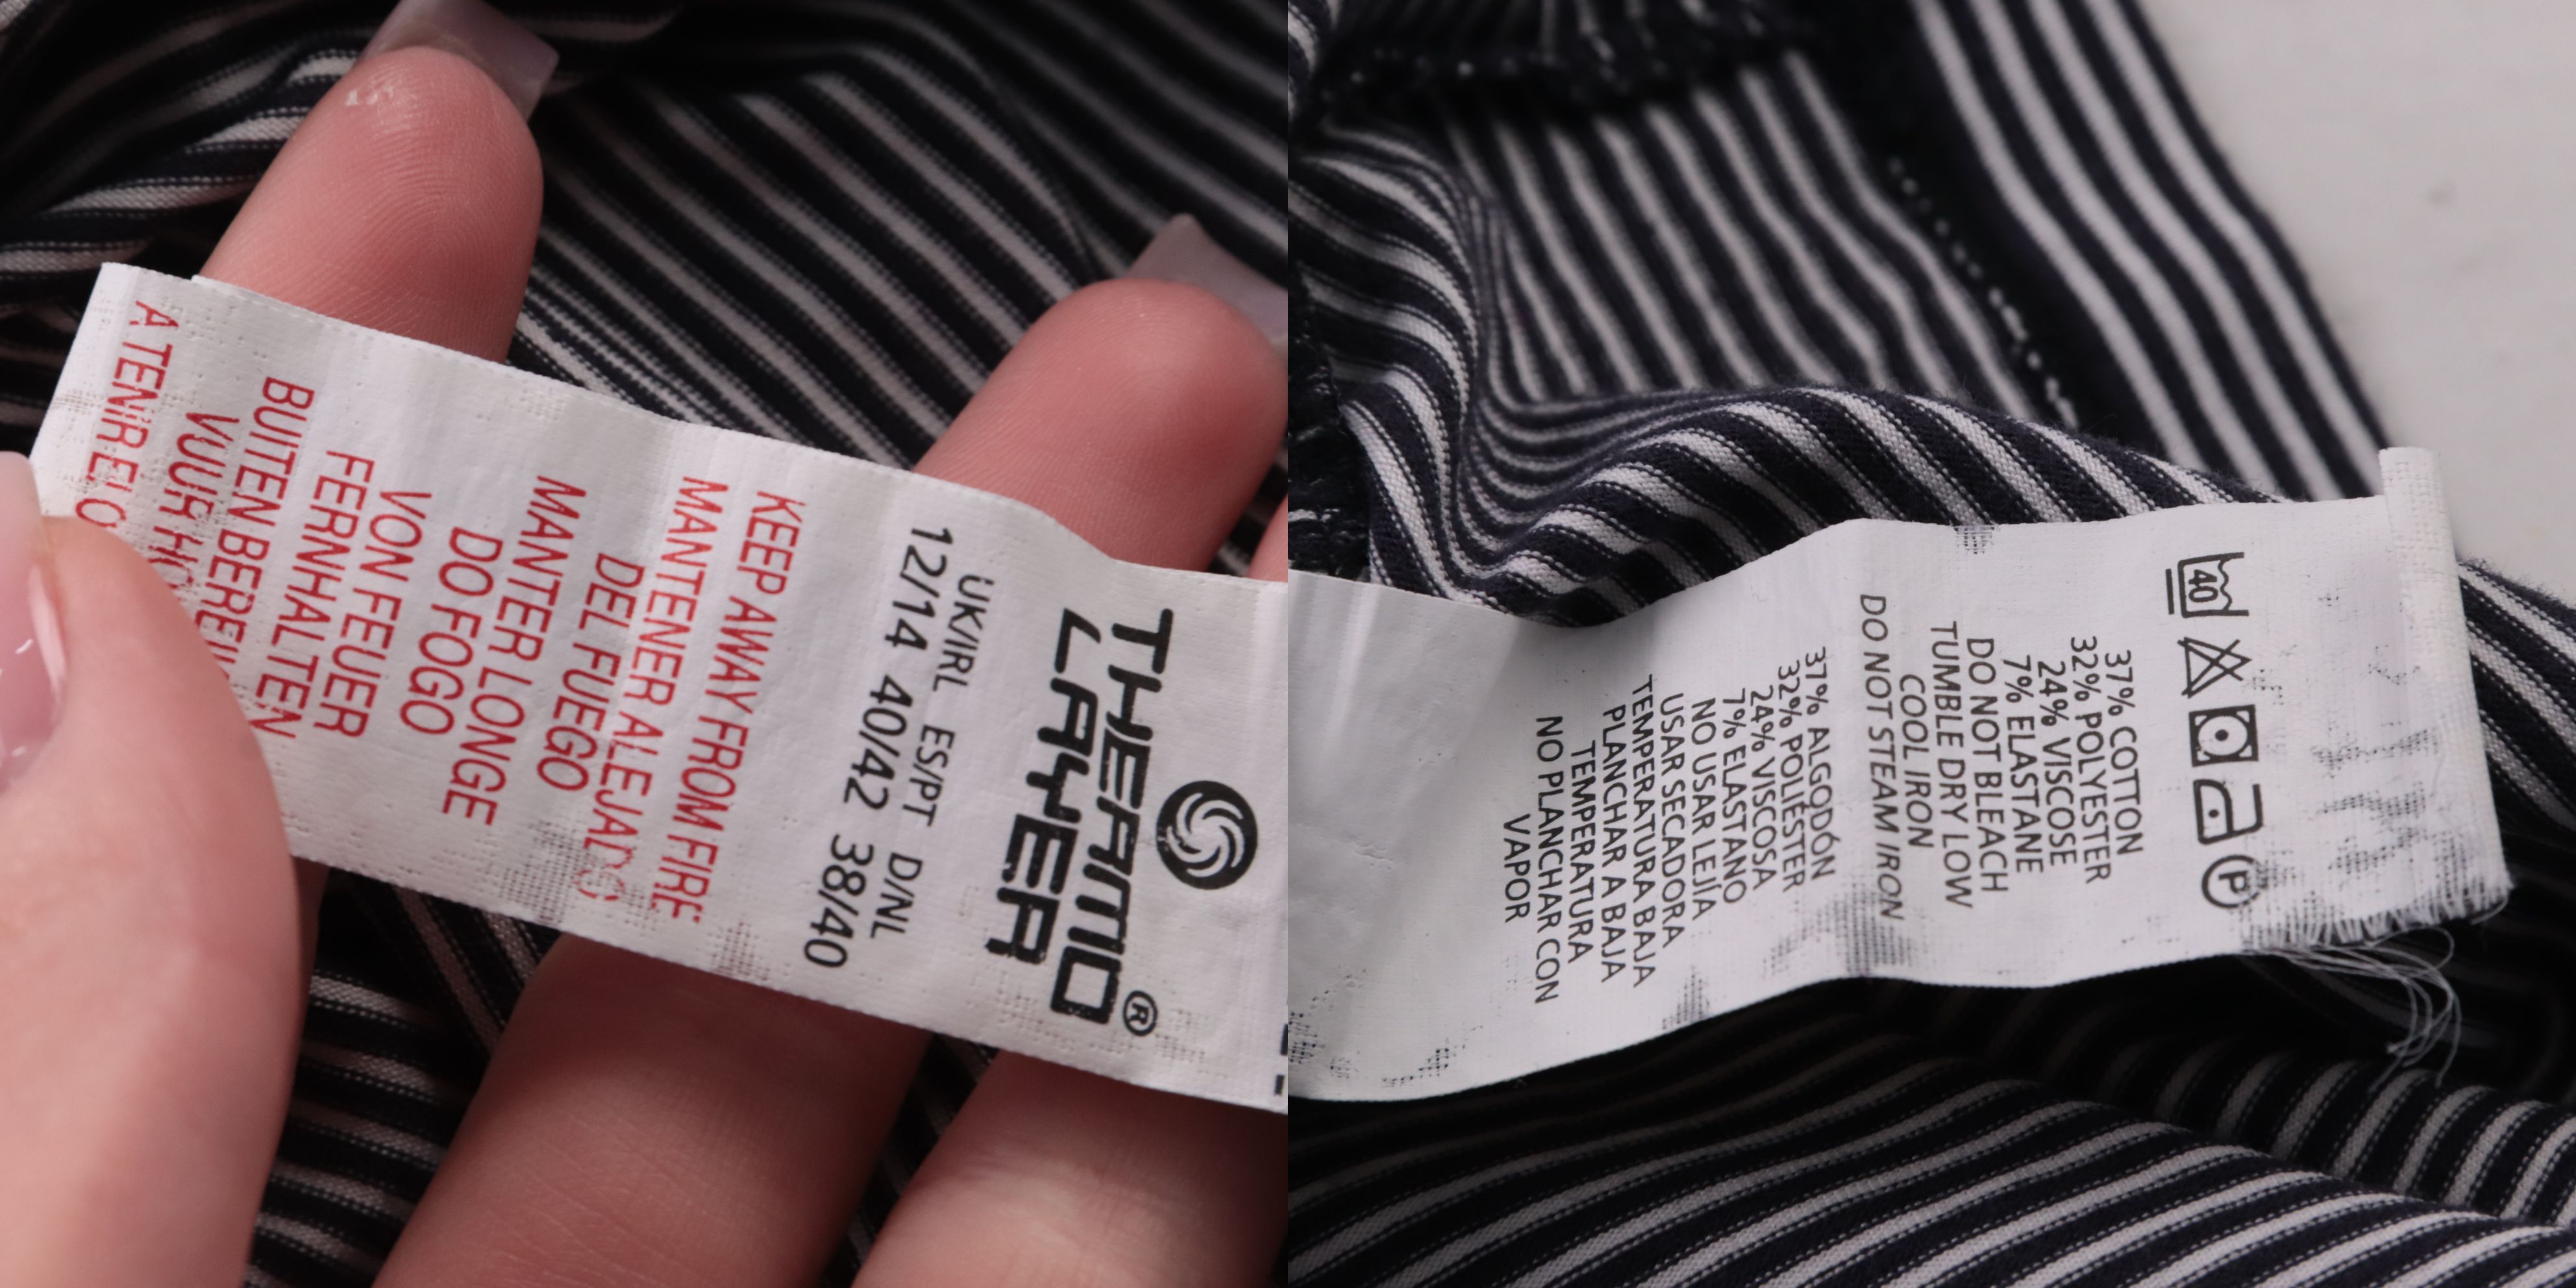 THERMO
LAYER®
UK/IRL ES/PT D/NL
12/14 40/42 38/40
KEEP AWAY FROM FIRE
MANTENER ALEJADO
DEL FUEGO
MANTER LONGE
DO FOGO
VON FEUER
FERNHALTEN
BUITEN BEREIK
VUUR
A TENIR
40
P
37% COTTON
32% POLYESTER
24% VISCOSE
7% ELASTANE
DO NOT BLEACH
TUMBLE DRY LOW
COOL IRON
DO NOT STEAM IRON
37% ALGODÓN
32% POLIÉSTER
24% VISCOSA
7% ELASTANO
NO USAR LEJÍA
USAR SECADORA
TEMPERATURA BAJA
PLANCHAR A BAJA
TEMPERATURA
NO PLANCHAR CON
VAPOR